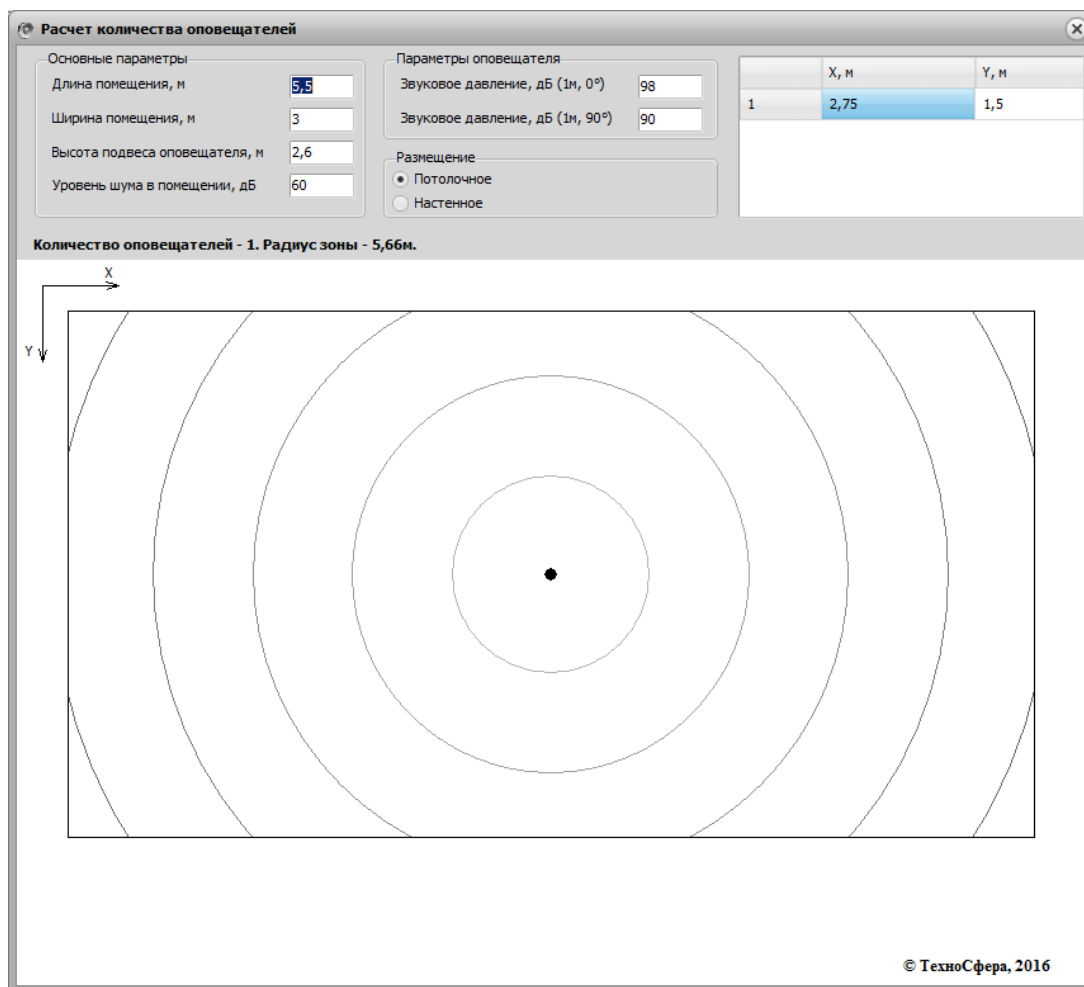 Расчет количества оповещателей
Основные параметры
Длина помещения, м 5,5
Ширина помещения, м 3
Высота подвеса оповещателя, м 2,6
Уровень шума в помещении, дБ 60
Параметры оповещателя
Звуковое давление, дБ (1м, 0°) 98
Звуковое давление, дБ (1м, 90°) 90
Размещение
Потолочное
Настенное
X, м Y, м
1 2,75 1,5
Количество оповещателей - 1. Радиус зоны - 5,66м.
X
Y
© ТехноСфера, 2016